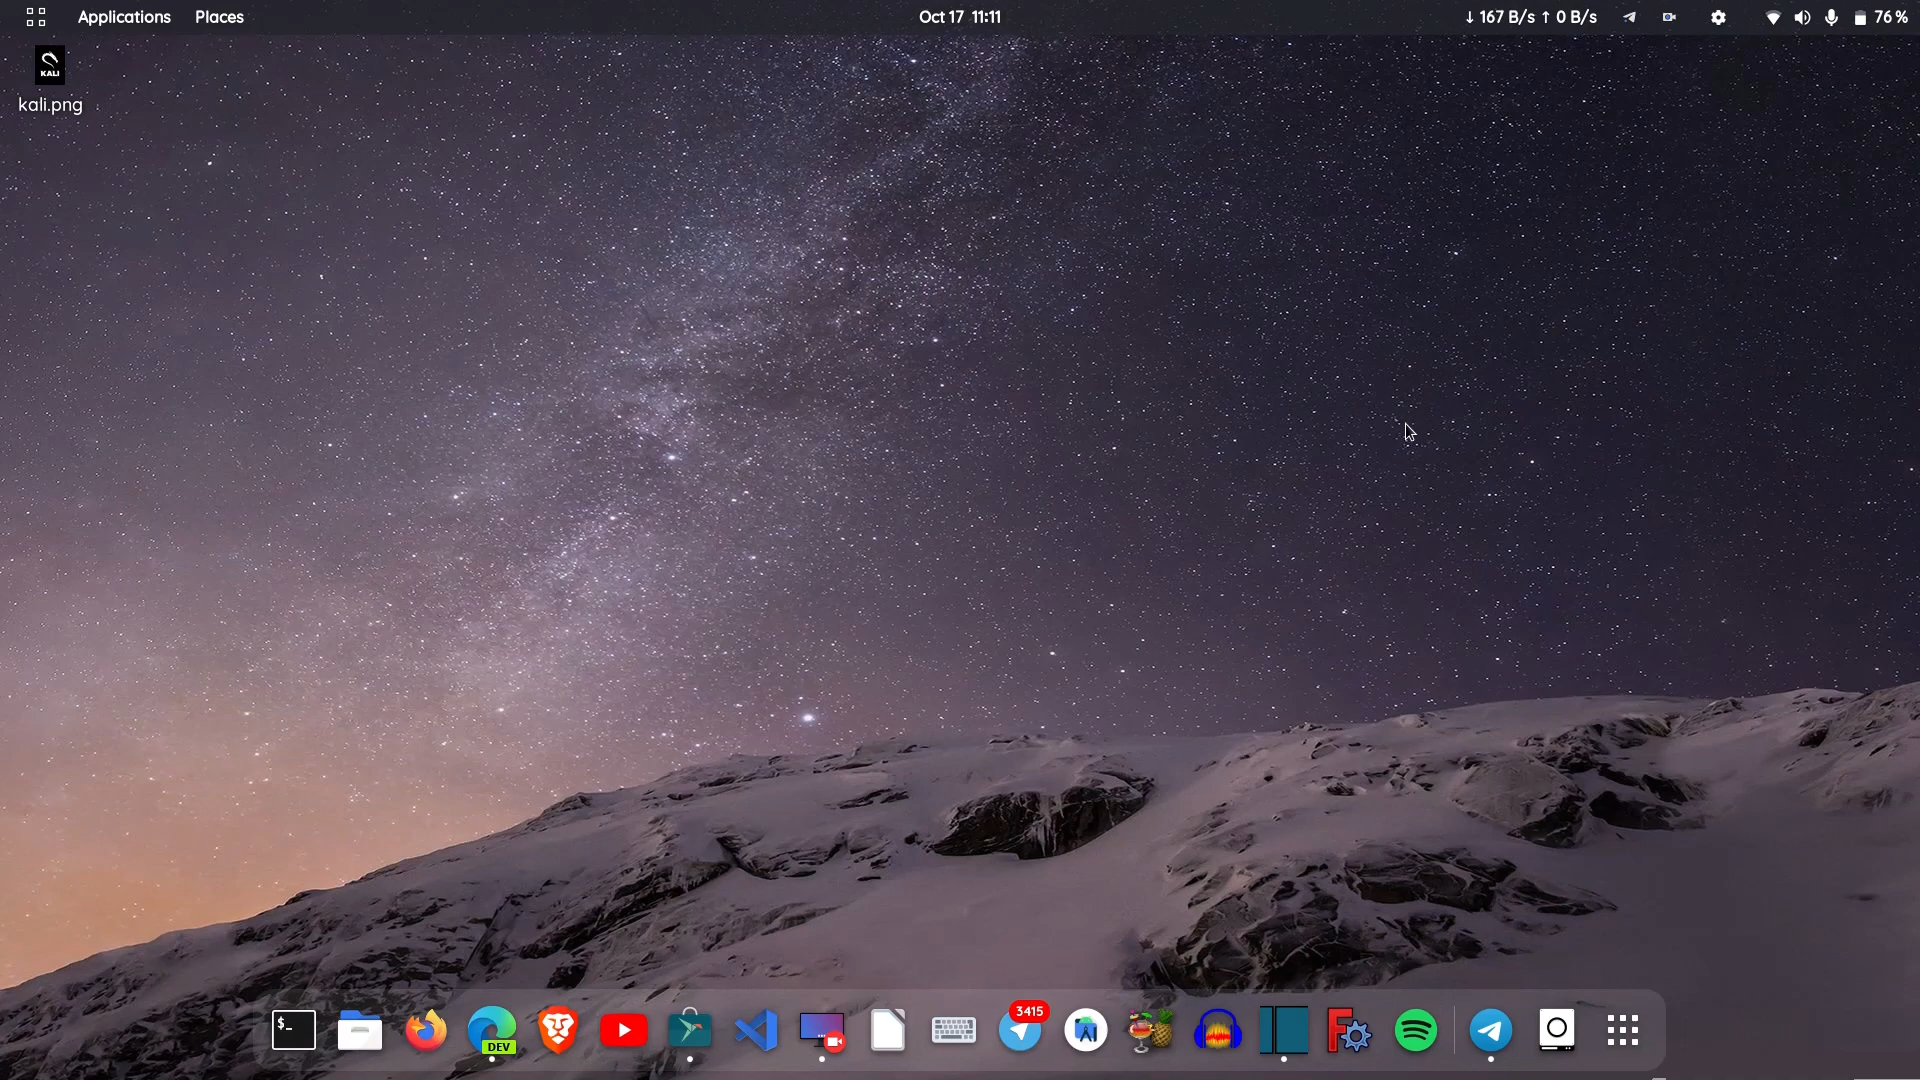 Applications Places Oct 17 11:11 ↓ 167 B/s ↑ 0 B/s 76 %
KALI
kali.png
$_ DEV 3415